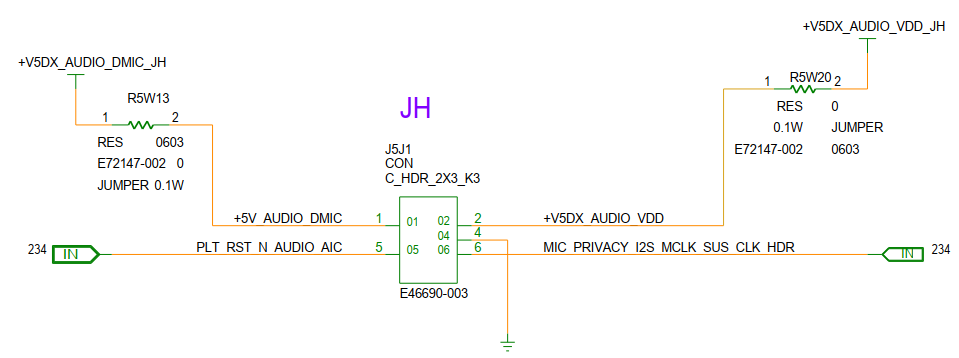 +V5DX_AUDIO_VDD_JH
+V5DX_AUDIO_DMIC_JH
1 R5W20 2
R5W13
JH
RES 0
1 2
0.1W JUMPER
RES 0603
J5J1
E72147-002 0603
CON
E72147-002 0
C_HDR_2X3_K3
JUMPER 0.1W
+5V_AUDIO_DMIC 1 01 02 2 +V5DX_AUDIO_VDD
04 4
234 IN PLT_RST_N_AUDIO_AIC 5 05 06 6 MIC_PRIVACY_I2S_MCLK_SUS_CLK_HDR IN 234
E46690-003